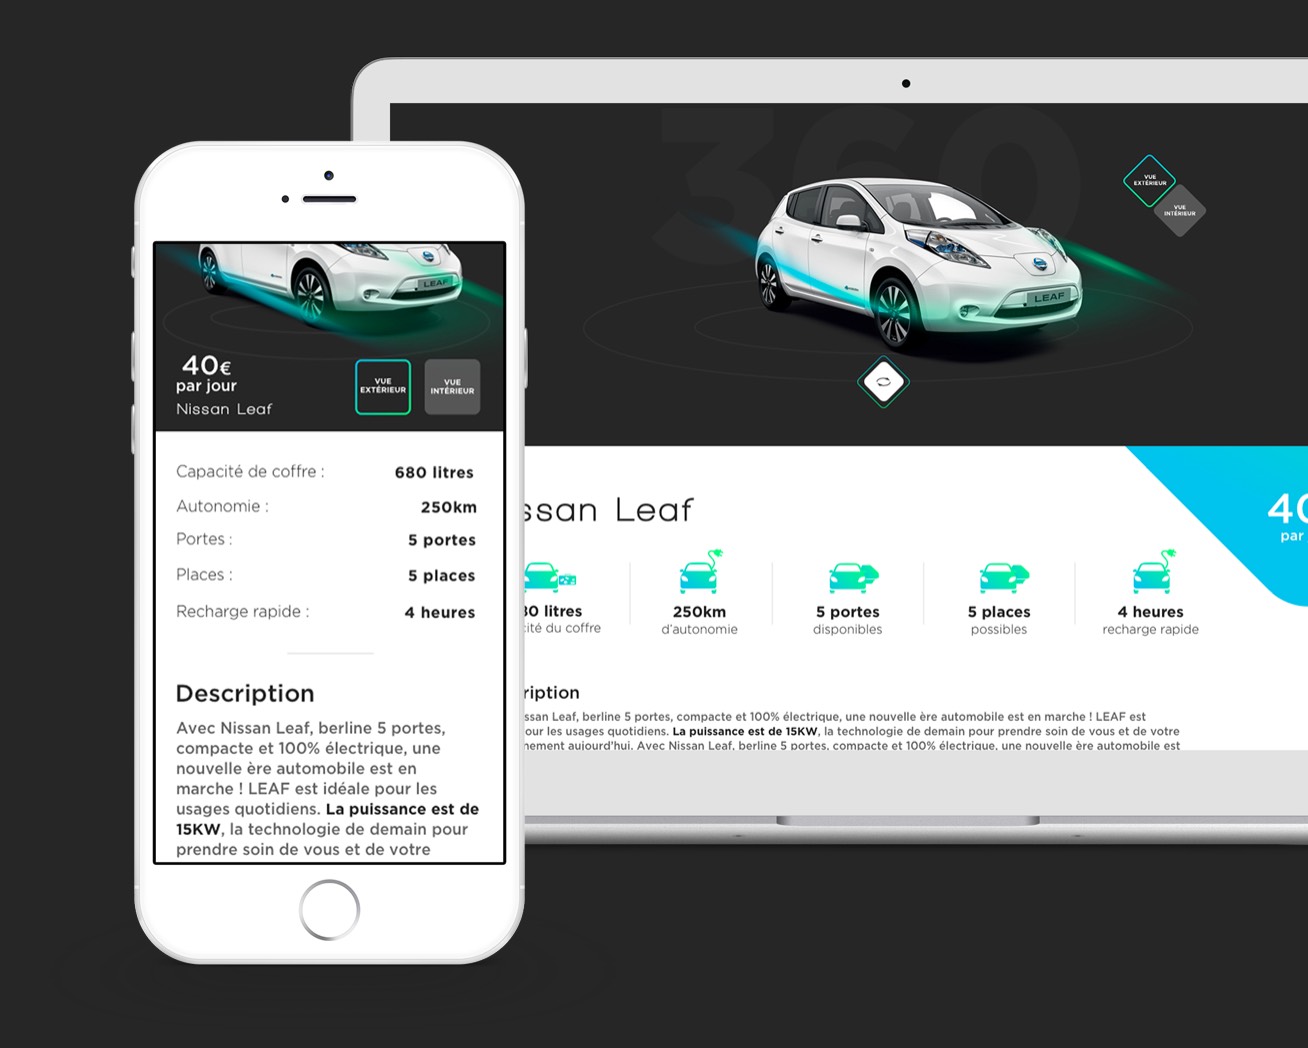 LEAF
40€
par jour
Nissan Leaf
VUE
EXTÉRIEUR
VUE
INTÉRIEUR
Capacité de coffre : 680 litres
Autonomie : 250km
Portes : 5 portes
Places : 5 places
Recharge rapide : 4 heures
Description
Avec Nissan Leaf, berline 5 portes,
compacte et 100% électrique, une
nouvelle ère automobile est en
marche ! LEAF est idéale pour les
usages quotidiens. La puissance est de
15KW, la technologie de demain pour
prendre soin de vous et de votre
360
VUE
EXTÉRIEUR
VUE
INTÉRIEUR
LEAF
ssan Leaf
40
par
80 litres
ité du coffre
250km
d'autonomie
5 portes
disponibles
5 places
possibles
4 heures
recharge rapide
ription
ssan Leaf, berline 5 portes, compacte et 100% électrique, une nouvelle ère automobile est en marche ! LEAF est
our les usages quotidiens. La puissance est de 15KW, la technologie de demain pour prendre soin de vous et de votre
nement aujourd'hui. Avec Nissan Leaf, berline 5 portes, compacte et 100% électrique, une nouvelle ère automobile est